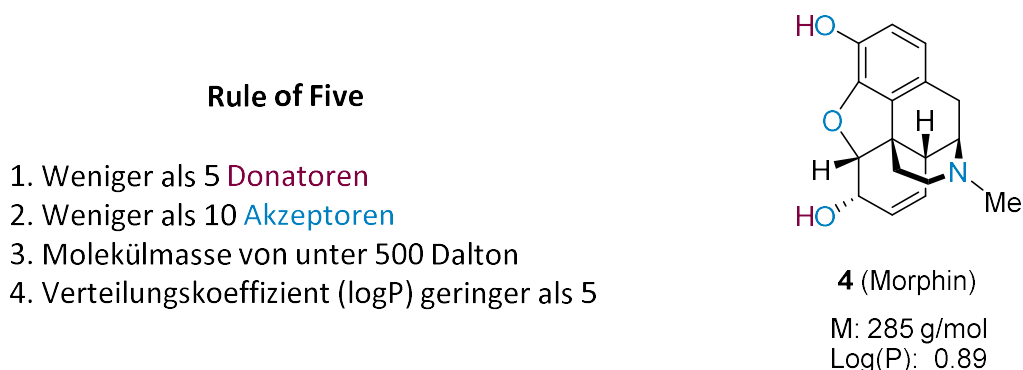 Rule of Five
1. Weniger als 5 Donatoren
2. Weniger als 10 Akzeptoren
3. Molekülmasse von unter 500 Dalton
4. Verteilungskoeffizient (logP) geringer als 5
HO
O
H
H
N
HO
Me
4 (Morphin)
M: 285 g/mol
Log(P): 0.89